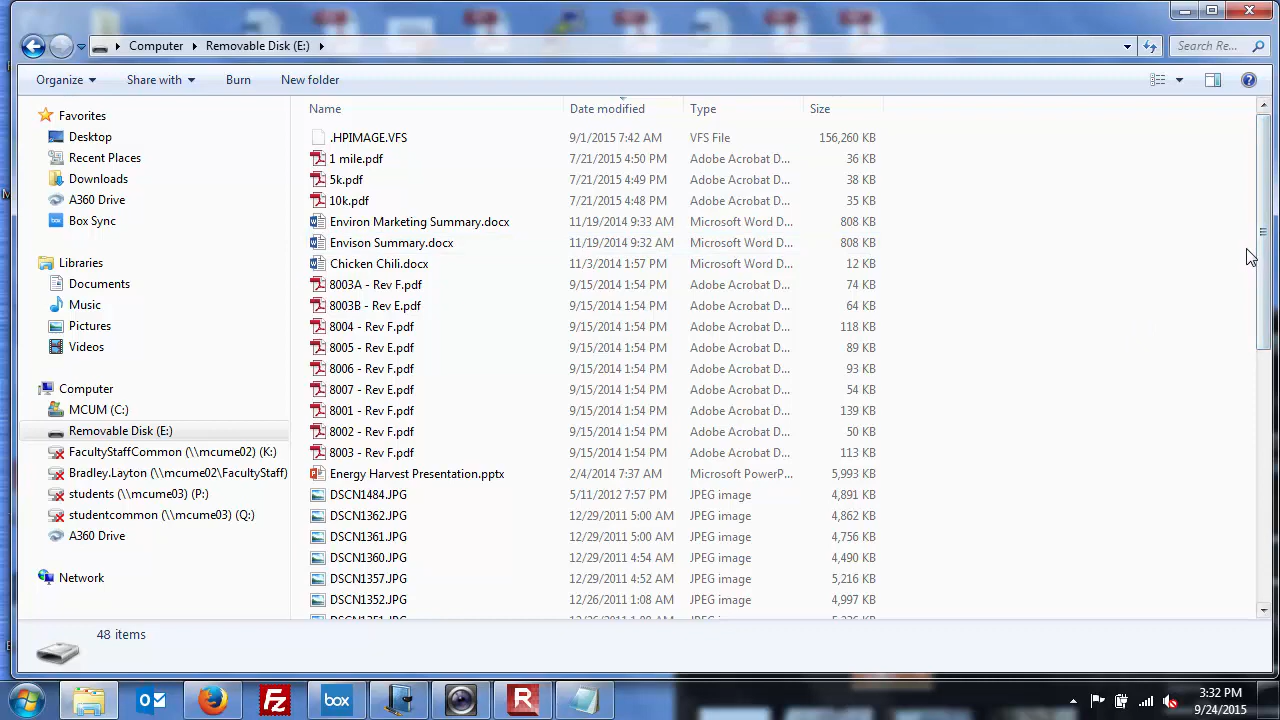 Computer Removable Disk (E:) Search Re...
Organize Share with Burn New folder
Name Date modified Type Size
Favorites
Desktop
Recent Places
Downloads
A360 Drive
Box Sync
Libraries
Documents
Music
Pictures
Videos
Computer
MCUM (C:)
Removable Disk (E:)
FacultyStaffCommon (\\mcume02) (K:)
Bradley.Layton (\\mcume02\FacultyStaff)
students (\\mcume03) (P:)
studentcommon (\\mcume03) (Q:)
A360 Drive
Network
.HPIMAGE.VFS 9/1/2015 7:42 AM VFS File 156,260 KB
1 mile.pdf 7/21/2015 4:50 PM Adobe Acrobat D... 36 KB
5k.pdf 7/21/2015 4:49 PM Adobe Acrobat D... 38 KB
10k.pdf 7/21/2015 4:48 PM Adobe Acrobat D... 35 KB
Environ Marketing Summary.docx 11/19/2014 9:33 AM Microsoft Word D... 808 KB
Envison Summary.docx 11/19/2014 9:32 AM Microsoft Word D... 808 KB
Chicken Chili.docx 11/3/2014 1:57 PM Microsoft Word D... 12 KB
8003A - Rev F.pdf 9/15/2014 1:54 PM Adobe Acrobat D... 74 KB
8003B - Rev E.pdf 9/15/2014 1:54 PM Adobe Acrobat D... 64 KB
8004 - Rev F.pdf 9/15/2014 1:54 PM Adobe Acrobat D... 118 KB
8005 - Rev E.pdf 9/15/2014 1:54 PM Adobe Acrobat D... 89 KB
8006 - Rev F.pdf 9/15/2014 1:54 PM Adobe Acrobat D... 93 KB
8007 - Rev E.pdf 9/15/2014 1:54 PM Adobe Acrobat D... 54 KB
8001 - Rev F.pdf 9/15/2014 1:54 PM Adobe Acrobat D... 139 KB
8002 - Rev F.pdf 9/15/2014 1:54 PM Adobe Acrobat D... 50 KB
8003 - Rev F.pdf 9/15/2014 1:54 PM Adobe Acrobat D... 113 KB
Energy Harvest Presentation.pptx 2/4/2014 7:37 AM Microsoft PowerP... 5,993 KB
DSCN1484.JPG 5/11/2012 7:57 PM JPEG image 4,891 KB
DSCN1362.JPG 12/29/2011 5:00 AM JPEG image 4,862 KB
DSCN1361.JPG 12/29/2011 5:00 AM JPEG image 4,756 KB
DSCN1360.JPG 12/29/2011 4:54 AM JPEG image 4,490 KB
DSCN1357.JPG 12/29/2011 4:52 AM JPEG image 5,216 KB
DSCN1352.JPG 12/26/2011 1:08 AM JPEG image 4,997 KB
48 items
box
3:32 PM
9/24/2015